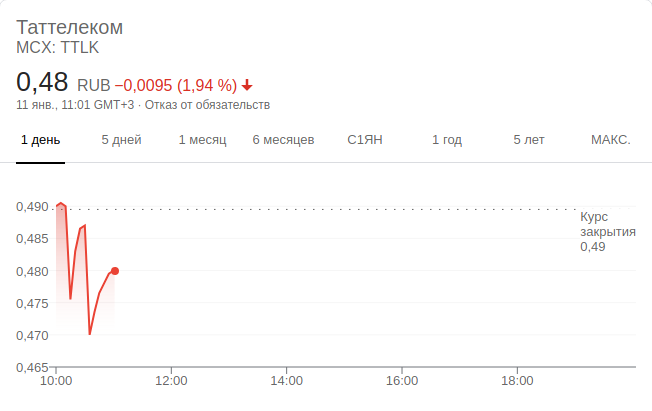 Таттелеком
MCX: TTLK
0,48 RUB −0,0095 (1,94 %)
11 янв., 11:01 GMT+3 · Отказ от обязательств
1 день 5 дней 1 месяц 6 месяцев С1ЯН 1 год 5 лет МАКС.
0,490
Курс
закрытия
0,49
0,485
0,480
0,475
0,470
0,465
10:00 12:00 14:00 16:00 18:00